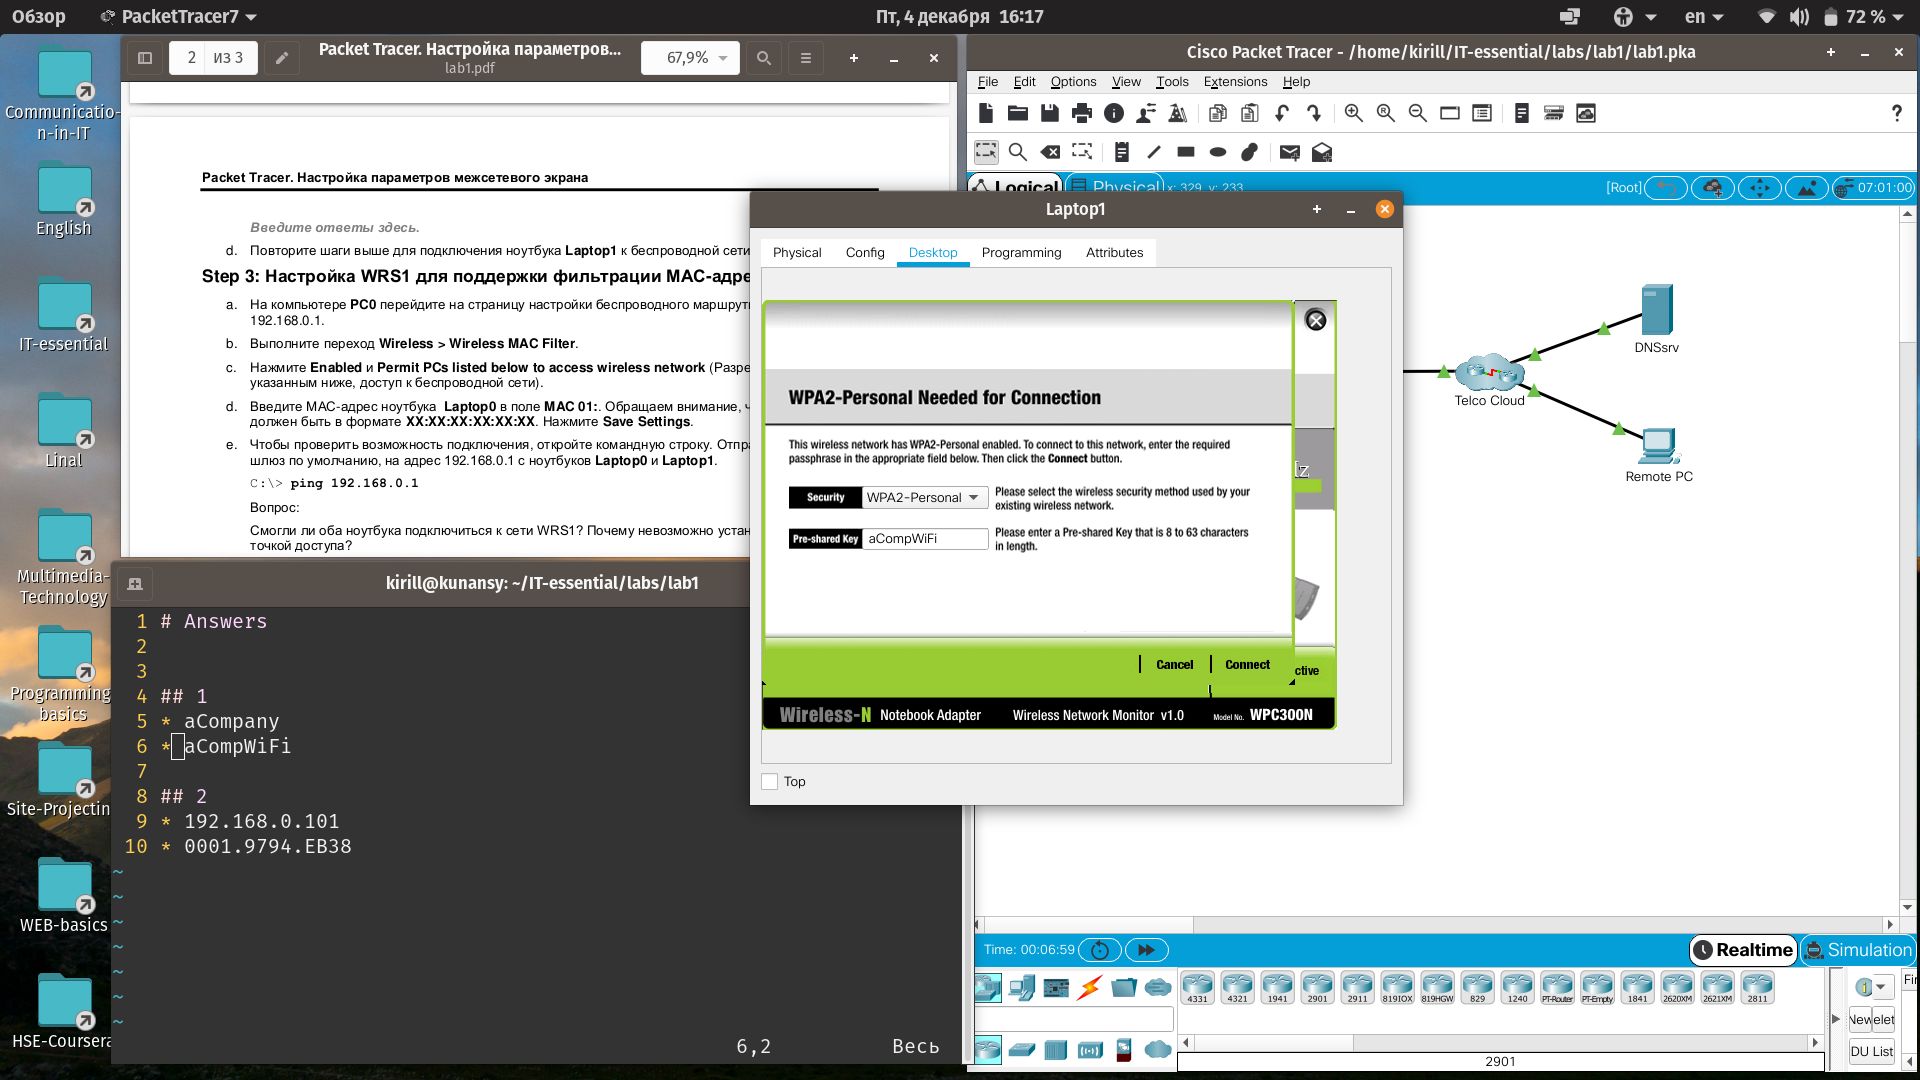 Обзор
PacketTracer7
Пт, 4 декабря 16:17
en
72 %
Communicatio-
n-in-IT
English
IT-essential
Linal
Multimedia-
Technology
Programming
basics
Site-Projectin
WEB-basics
HSE-Coursera
2 из 3
Packet Tracer. Настройка параметров...
lab1.pdf
67,9%
Packet Tracer. Настройка параметров межсетевого экрана
Введите ответы здесь.
d. Повторите шаги выше для подключения ноутбука Laptop1 к беспроводной сети
Step 3: Настройка WRS1 для поддержки фильтрации MAC-адре
a. На компьютере PC0 перейдите на страницу настройки беспроводного маршрут
192.168.0.1.
b. Выполните переход Wireless > Wireless MAC Filter.
c. Нажмите Enabled и Permit PCs listed below to access wireless network (Разре
указанным ниже, доступ к беспроводной сети).
d. Введите MAC-адрес ноутбука Laptop0 в поле MAC 01:. Обращаем внимание, ч
должен быть в формате XX:XX:XX:XX:XX:XX. Нажмите Save Settings.
e. Чтобы проверить возможность подключения, откройте командную строку. Отпра
шлюз по умолчанию, на адрес 192.168.0.1 с ноутбуков Laptop0 и Laptop1.
C:\> ping 192.168.0.1
Вопрос:
Смогли ли оба ноутбука подключиться к сети WRS1? Почему невозможно устан
точкой доступа?
kirill@kunansy: ~/IT-essential/labs/lab1
1 # Answers
2
3
4 ## 1
5 * aCompany
6 * aCompWiFi
7
8 ## 2
9 * 192.168.0.101
10 * 0001.9794.EB38
~
~
~
~
~
~
~
6,2 Весь
Cisco Packet Tracer - /home/kirill/IT-essential/labs/lab1/lab1.pka
File Edit Options View Tools Extensions Help
?
Logical Physical x: 329, y: 233
[Root] 07:01:00
DNSsrv
Telco Cloud
Remote PC
Laptop1
Physical Config Desktop Programming Attributes
WPA2-Personal Needed for Connection
This wireless network has WPA2-Personal enabled. To connect to this network, enter the required
passphrase in the appropriate field below. Then click the Connect button.
Security WPA2-Personal Please select the wireless security method used by your
existing wireless network.
Pre-shared Key aCompWiFi Please enter a Pre-shared Key that is 8 to 63 characters
in length.
Cancel Connect
ctive
Wireless-N Notebook Adapter Wireless Network Monitor v1.0 Model No. WPC300N
Top
Time: 00:06:59
Realtime Simulation
4331 4321 1941 2901 2911 819IOX 819HGW 829 1240 PT-Router PT-Empty 1841 2620XM 2621XM 2811
2901
Fir
New elet
DU List